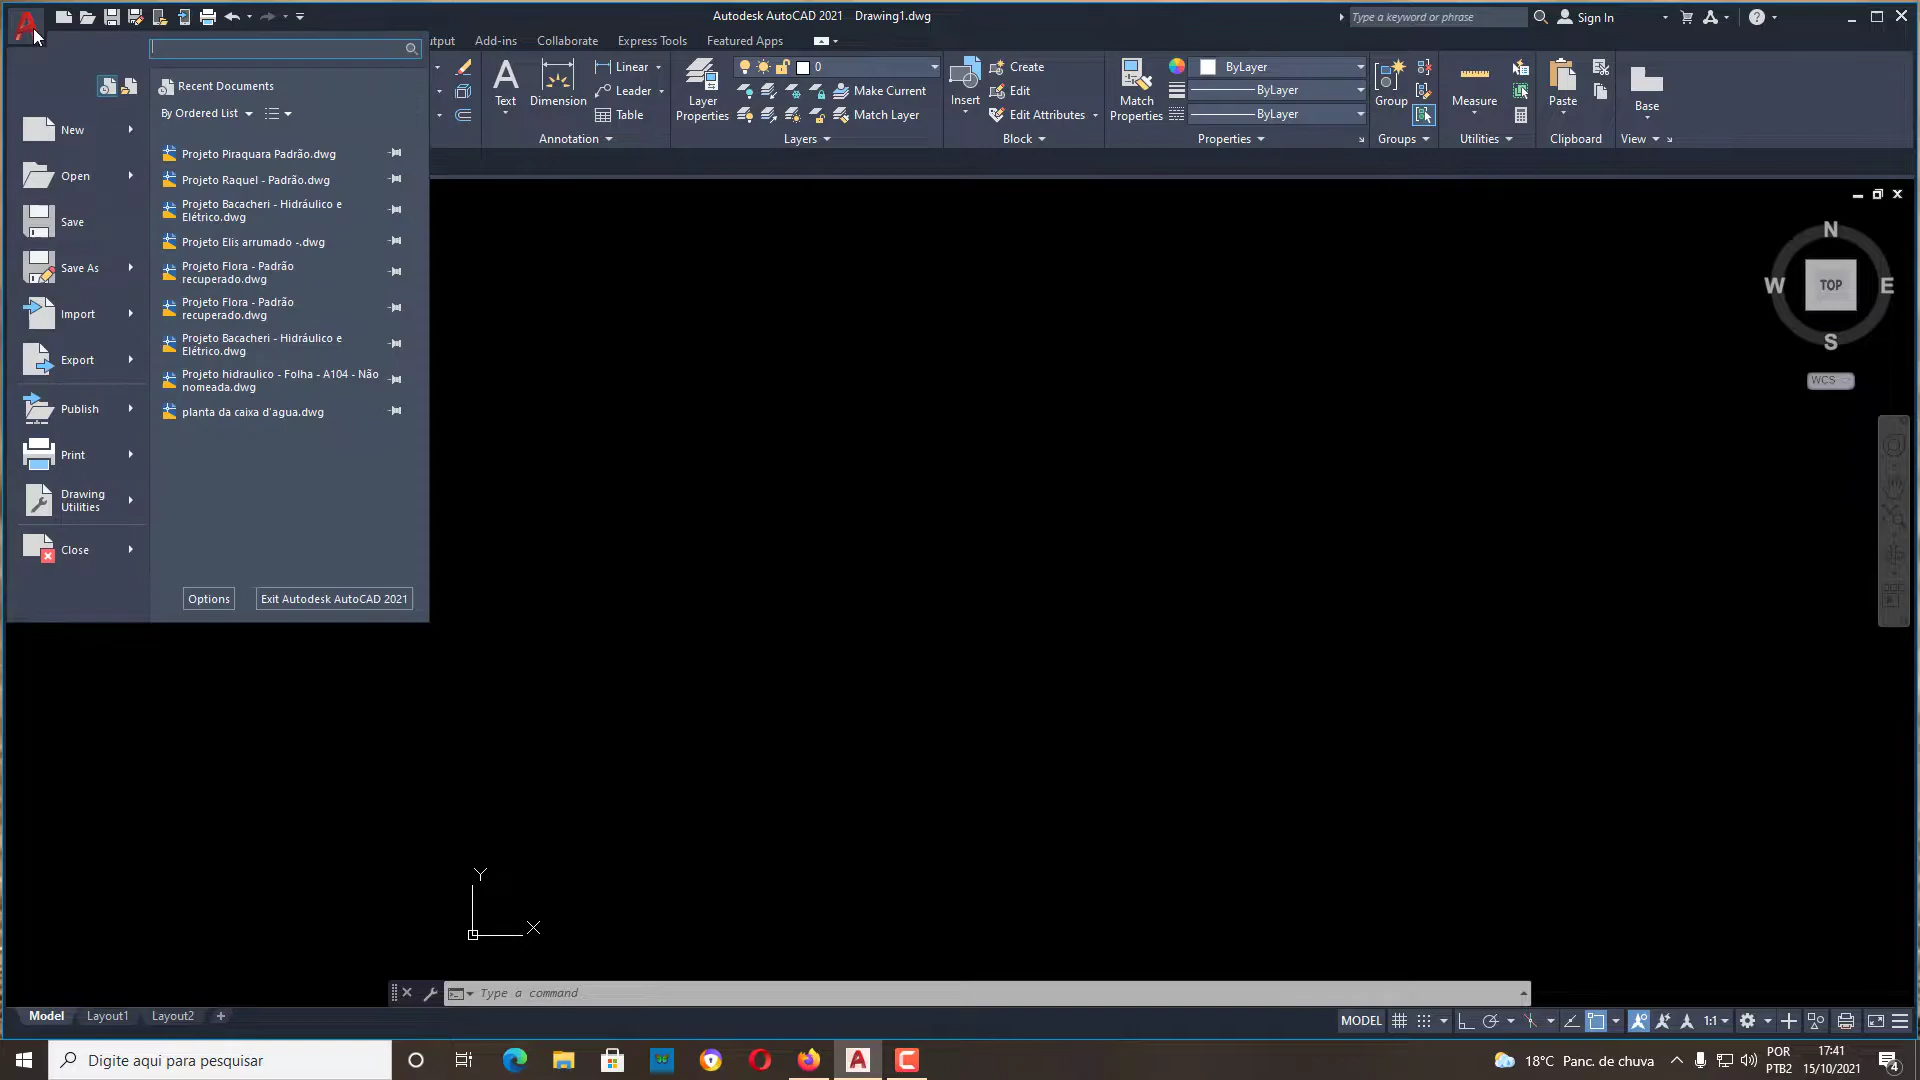 Autodesk AutoCAD 2021 Drawing1.dwg
Type a keyword or phrase
Sign In
Add-ins Collaborate Express Tools Featured Apps
Recent Documents
By Ordered List
New
Open
Save
Save As
Import
Export
Publish
Print
Drawing
Utilities
Close
Projeto Piraquara Padrão.dwg
Projeto Raquel - Padrão.dwg
Projeto Bacacheri - Hidráulico e
Elétrico.dwg
Projeto Elis arrumado -.dwg
Projeto Flora - Padrão
recuperado.dwg
Projeto Flora - Padrão
recuperado.dwg
Projeto Bacacheri - Hidráulico e
Elétrico.dwg
Projeto hidraulico - Folha - A104 - Não
nomeada.dwg
planta da caixa d'agua.dwg
Options Exit Autodesk AutoCAD 2021
Text
Dimension
Linear
Leader
Table
Annotation
Layer
Properties
0
Make Current
Match Layer
Layers
Insert
Create
Edit
Edit Attributes
Block
Match
Properties
ByLayer
ByLayer
ByLayer
Properties
Group
Groups
Measure
Utilities
Paste
Clipboard
Base
View
N
W TOP E
S
WCS
Y
X
Type a command
Model Layout1 Layout2 +
MODEL 1:1
Digite aqui para pesquisar
18°C Panc. de chuva
POR
PTB2
17:41
15/10/2021
4